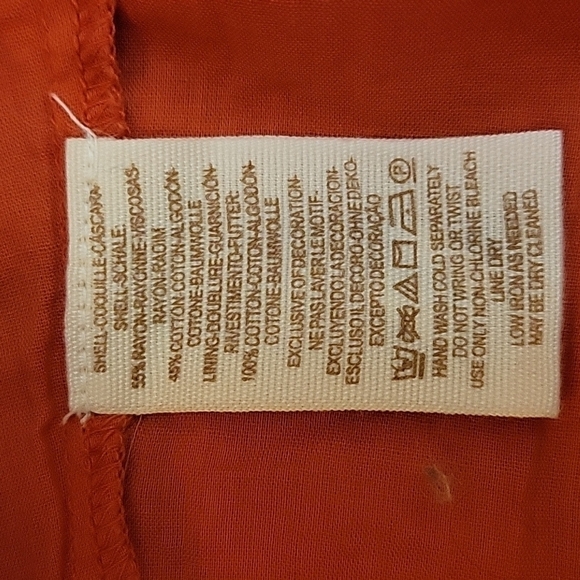 SHELL-COQUILLE-CÁSCARA-
SHELL-SCHALE.
55% RAYON-RAYONNE-VISCOSAS-
RAYON-RAIOM
45% COTTON-COTON-ALGODÓN-
COTONE-BAUMWOLLE
LINING-DOUBLURE-GUARNICIÓN-
RIVESTIMENTO-FUTTER:
100% COTTON-COTON-ALGODÓN-
COTONE-BAUMWOLLE
EXCLUSIVE OF DECORATION-
NE PAS LAVER LE MOTIF-
EXCLUYENDO LA DECORACION-
ESCLUSO IL DECORO-OHNE DEKO-
EXCEPTO DECORAÇÃO
P
HAND WASH COLD SEPARATELY
DO NOT WRING OR TWIST
USE ONLY NON-CHLORINE BLEACH
LINE DRY
LOW IRON AS NEEDED
MAY BE DRY CLEANED